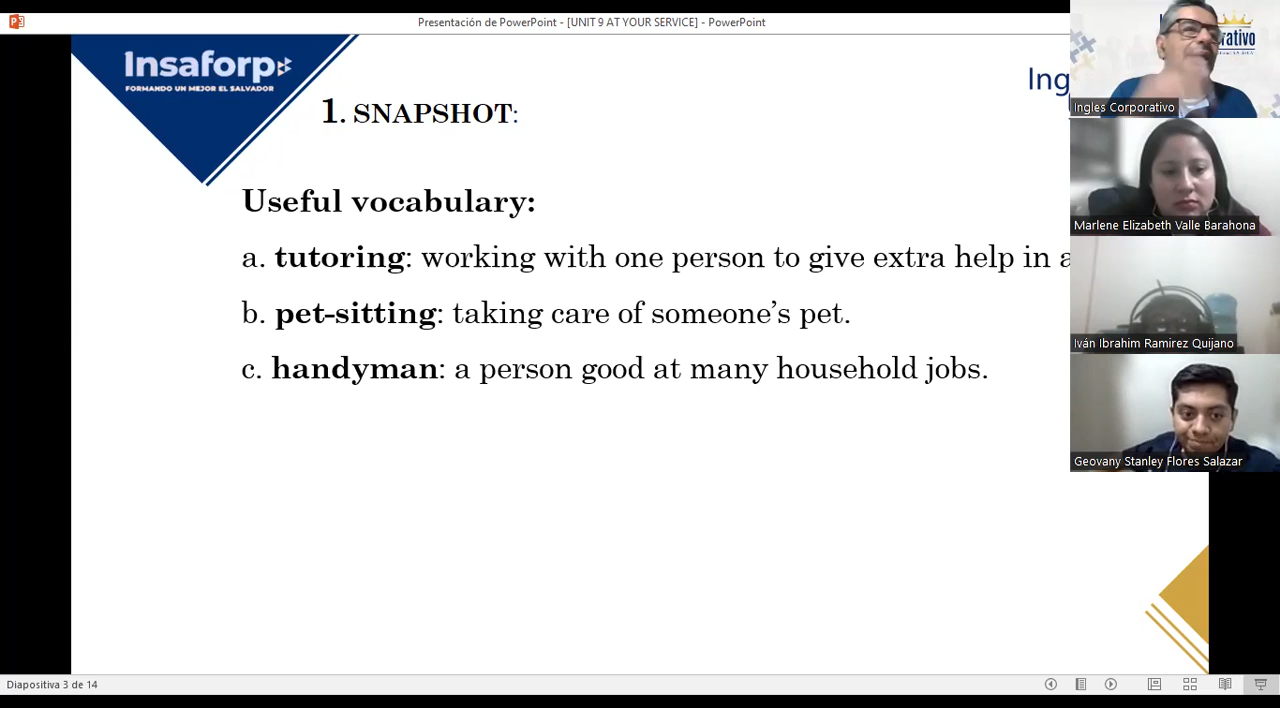 Presentación de PowerPoint - [UNIT 9 AT YOUR SERVICE] - PowerPoint
Insaforp
FORMANDO UN MEJOR EL SALVADOR
1. SNAPSHOT:
Useful vocabulary:
a. tutoring: working with one person to give extra help in a
b. pet-sitting: taking care of someone's pet.
c. handyman: a person good at many household jobs.
Ingles Corporativo
Marlene Elizabeth Valle Barahona
Iván Ibrahim Ramirez Quijano
Geovany Stanley Flores Salazar
Diapositiva 3 de 14